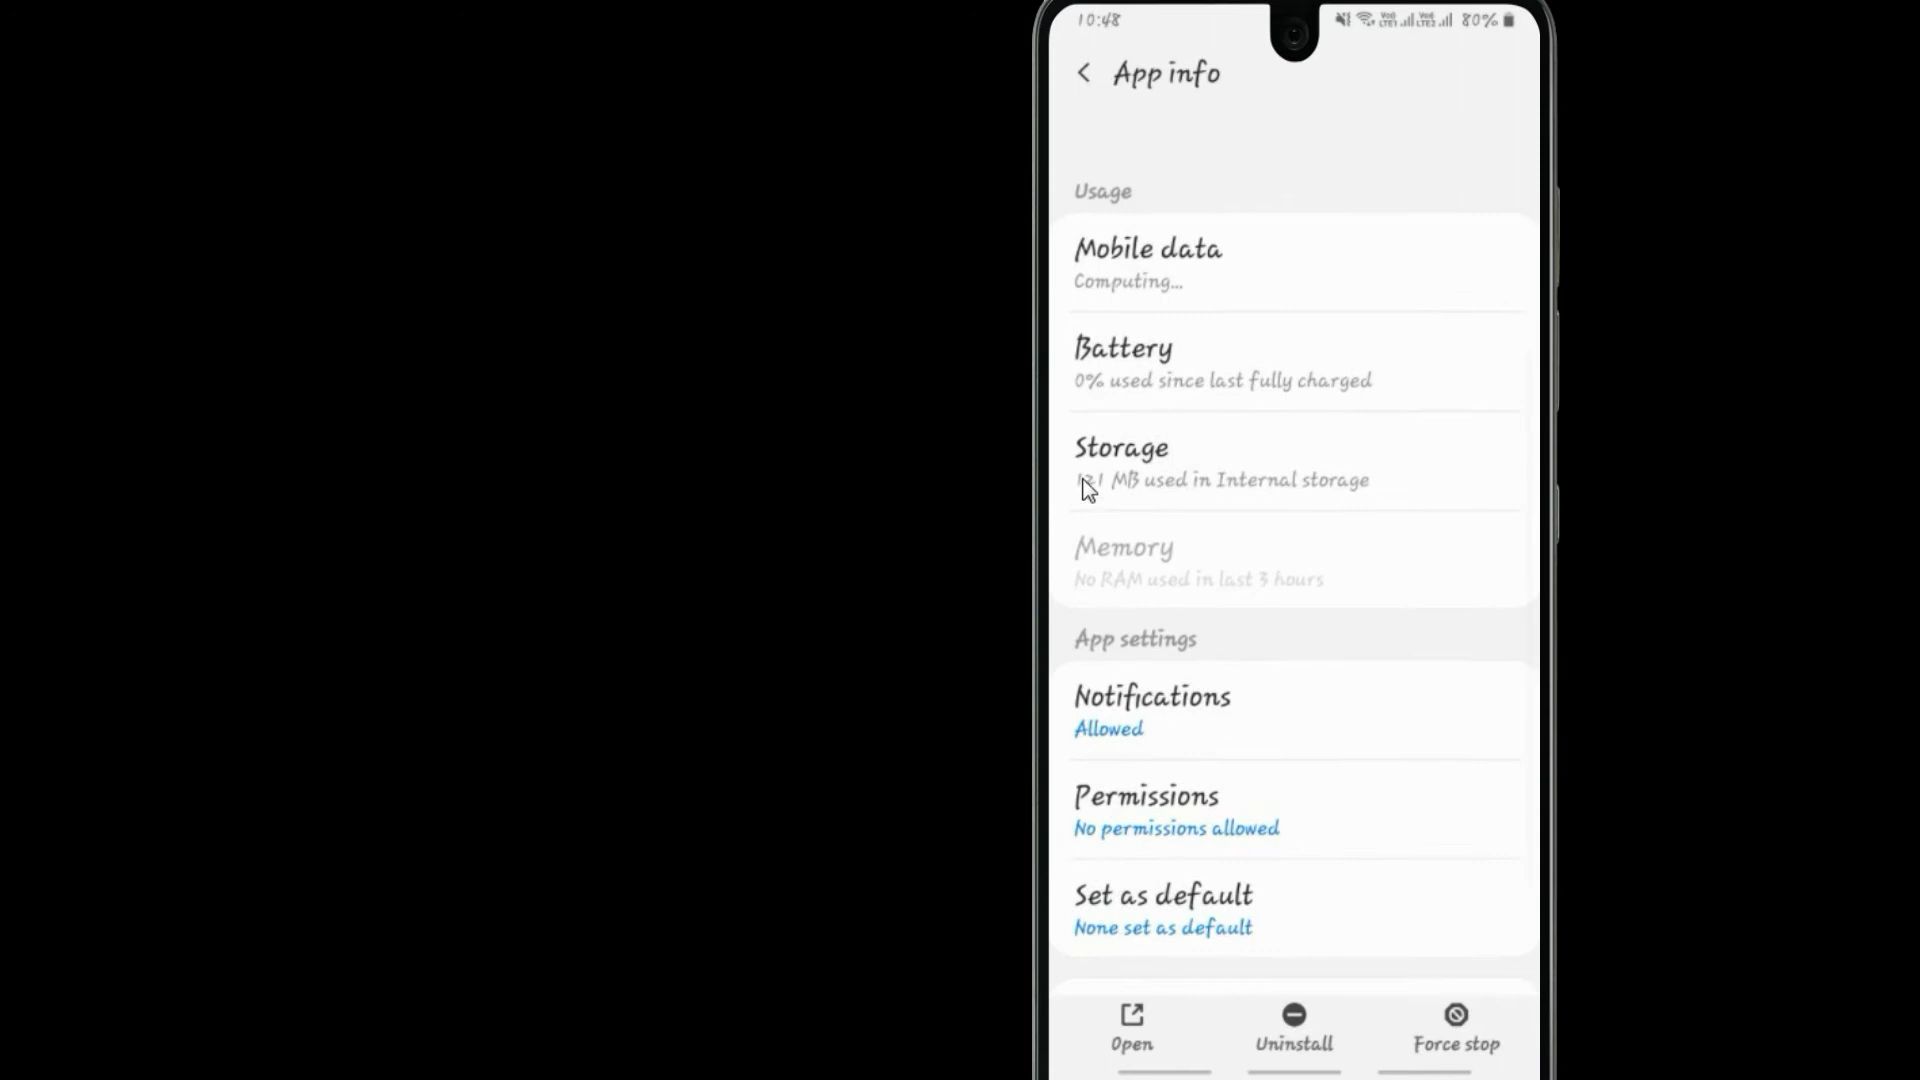 10:48
80%
App info
Usage
Mobile data
Computing...
Battery
0% used since last fully charged
Storage
MB used in Internal storage
Memory
No RAM used in last 3 hours
App settings
Notifications
Allowed
Permissions
No permissions allowed
Set as default
None set as default
Open
Uninstall
Force stop